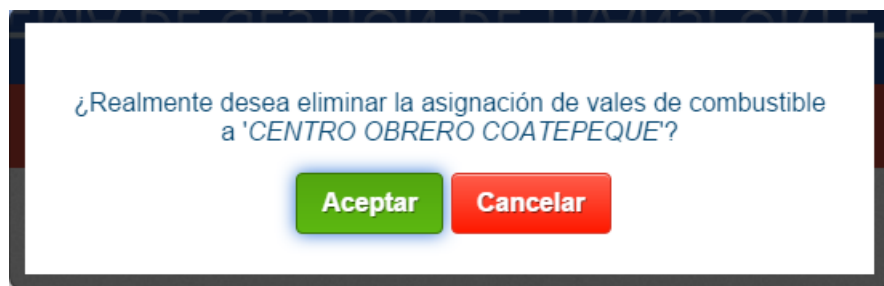 ¿Realmente desea eliminar la asignación de vales de combustible
a 'CENTRO OBRERO COATEPEQUE'?
Aceptar Cancelar